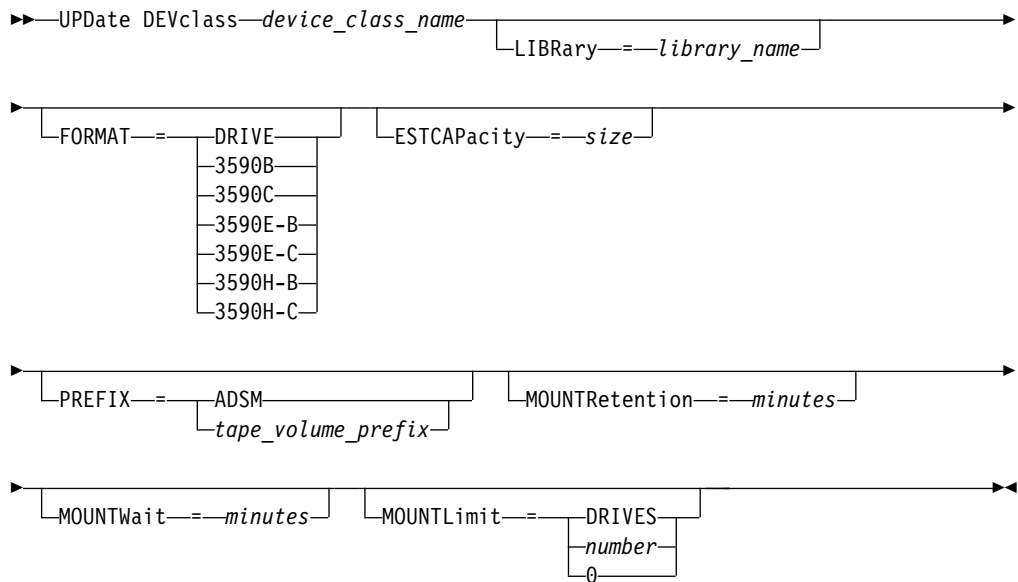 UPDate DEVclass device_class_name
LIBRary = library_name
FORMAT = DRIVE
3590B
3590C
3590E-B
3590E-C
3590H-B
3590H-C
ESTCAPacity = size
PREFIX = ADSM
tape_volume_prefix
MOUNTRetention = minutes
MOUNTWait = minutes
MOUNTLimit = DRIVES
number
0